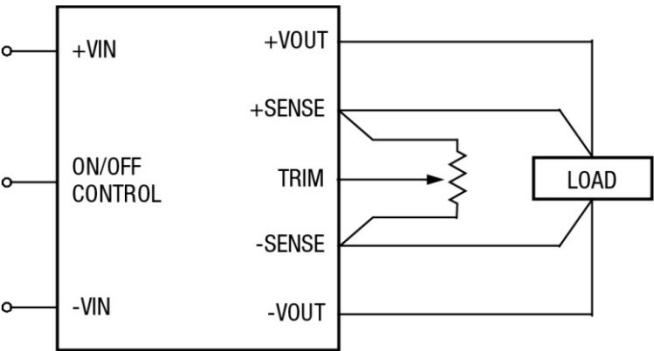 +VIN
ON/OFF
CONTROL
-VIN
+VOUT
+SENSE
TRIM
-SENSE
-VOUT
LOAD